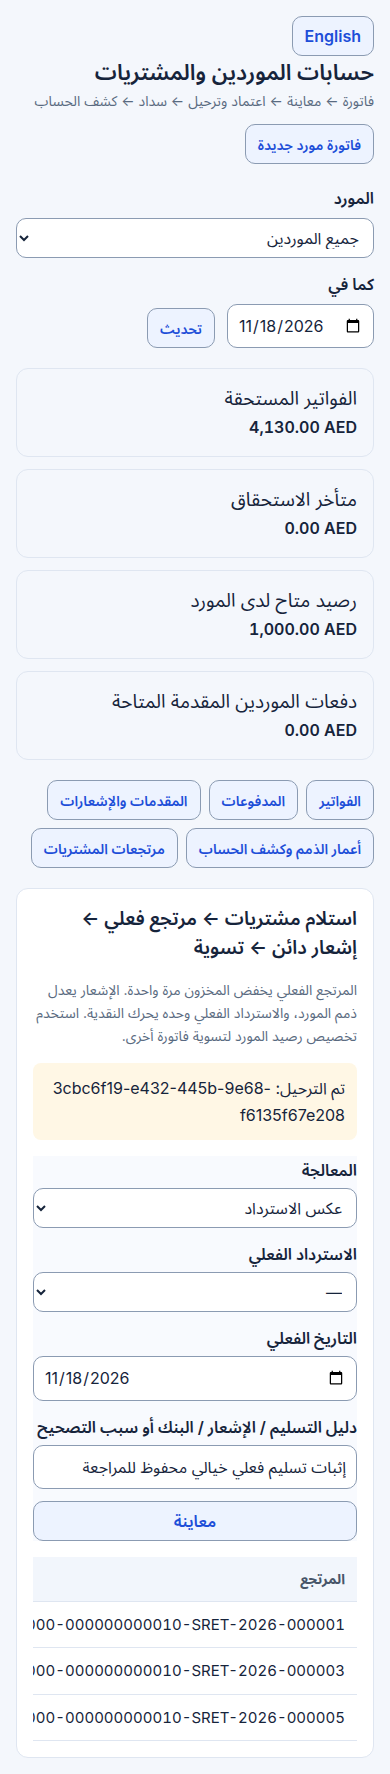 English
حسابات الموردين والمشتريات
فاتورة ← معاينة ← اعتماد وترحيل ← سداد ← كشف الحساب
فاتورة مورد جديدة
المورد
جميع الموردين
كما في
11/18/2026
تحديث
الفواتير المستحقة
4,130.00 AED
متأخر الاستحقاق
0.00 AED
رصيد متاح لدى المورد
1,000.00 AED
دفعات الموردين المقدمة المتاحة
0.00 AED
الفواتير
المدفوعات
المقدمات والإشعارات
أعمار الذمم وكشف الحساب
مرتجعات المشتريات
استلام مشتريات ← مرتجع فعلي ←
إشعار دائن ← تسوية
المرتجع الفعلي يخفض المخزون مرة واحدة. الإشعار يعدل
ذمم المورد، والاسترداد الفعلي وحده يحرك النقدية. استخدم
تخصيص رصيد المورد لتسوية فاتورة أخرى.
تم الترحيل: 3cbc6f19-e432-445b-9e68-
f6135f67e208
المعالجة
عكس الاسترداد
الاسترداد الفعلي
—
التاريخ الفعلي
11/18/2026
دليل التسليم / الإشعار / البنك أو سبب التصحيح
إثبات تسليم فعلي خيالي محفوظ للمراجعة
معاينة
المرتجع
00-000000000010-SRET-2026-000001
00-000000000010-SRET-2026-000003
00-000000000010-SRET-2026-000005